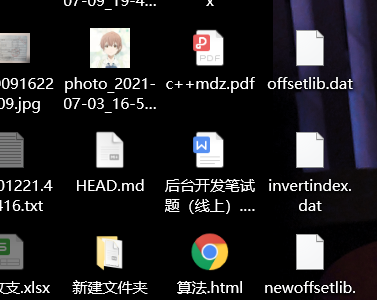 07-09_19-4...
x
0091622
09.jpg
photo_2021-
07-03_16-5...
c++mdz.pdf
offsetlib.dat
01221.4
416.txt
HEAD.md
后台开发笔试
题（线上）....
invertindex.
dat
支.xlsx
新建文件夹
算法.html
newoffsetlib.